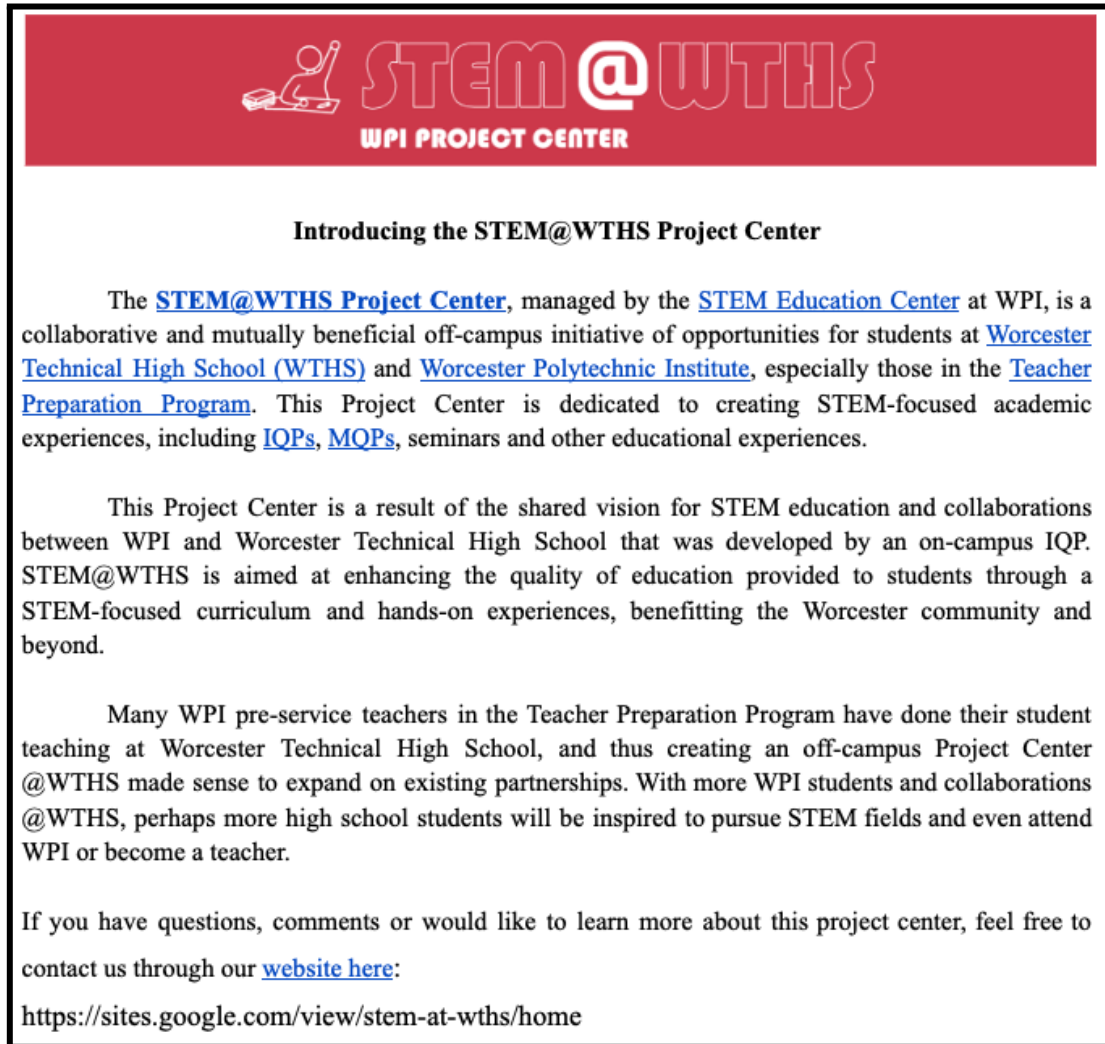 STEM@WTHS
WPI PROJECT CENTER
Introducing the STEM@WTHS Project Center
The STEM@WTHS Project Center, managed by the STEM Education Center at WPI, is a
collaborative and mutually beneficial off-campus initiative of opportunities for students at Worcester
Technical High School (WTHS) and Worcester Polytechnic Institute, especially those in the Teacher
Preparation Program. This Project Center is dedicated to creating STEM-focused academic
experiences, including IQPs, MQPs, seminars and other educational experiences.
This Project Center is a result of the shared vision for STEM education and collaborations
between WPI and Worcester Technical High School that was developed by an on-campus IQP.
STEM@WTHS is aimed at enhancing the quality of education provided to students through a
STEM-focused curriculum and hands-on experiences, benefitting the Worcester community and
beyond.
Many WPI pre-service teachers in the Teacher Preparation Program have done their student
teaching at Worcester Technical High School, and thus creating an off-campus Project Center
@WTHS made sense to expand on existing partnerships. With more WPI students and collaborations
@WTHS, perhaps more high school students will be inspired to pursue STEM fields and even attend
WPI or become a teacher.
If you have questions, comments or would like to learn more about this project center, feel free to
contact us through our website here:
https://sites.google.com/view/stem-at-wths/home